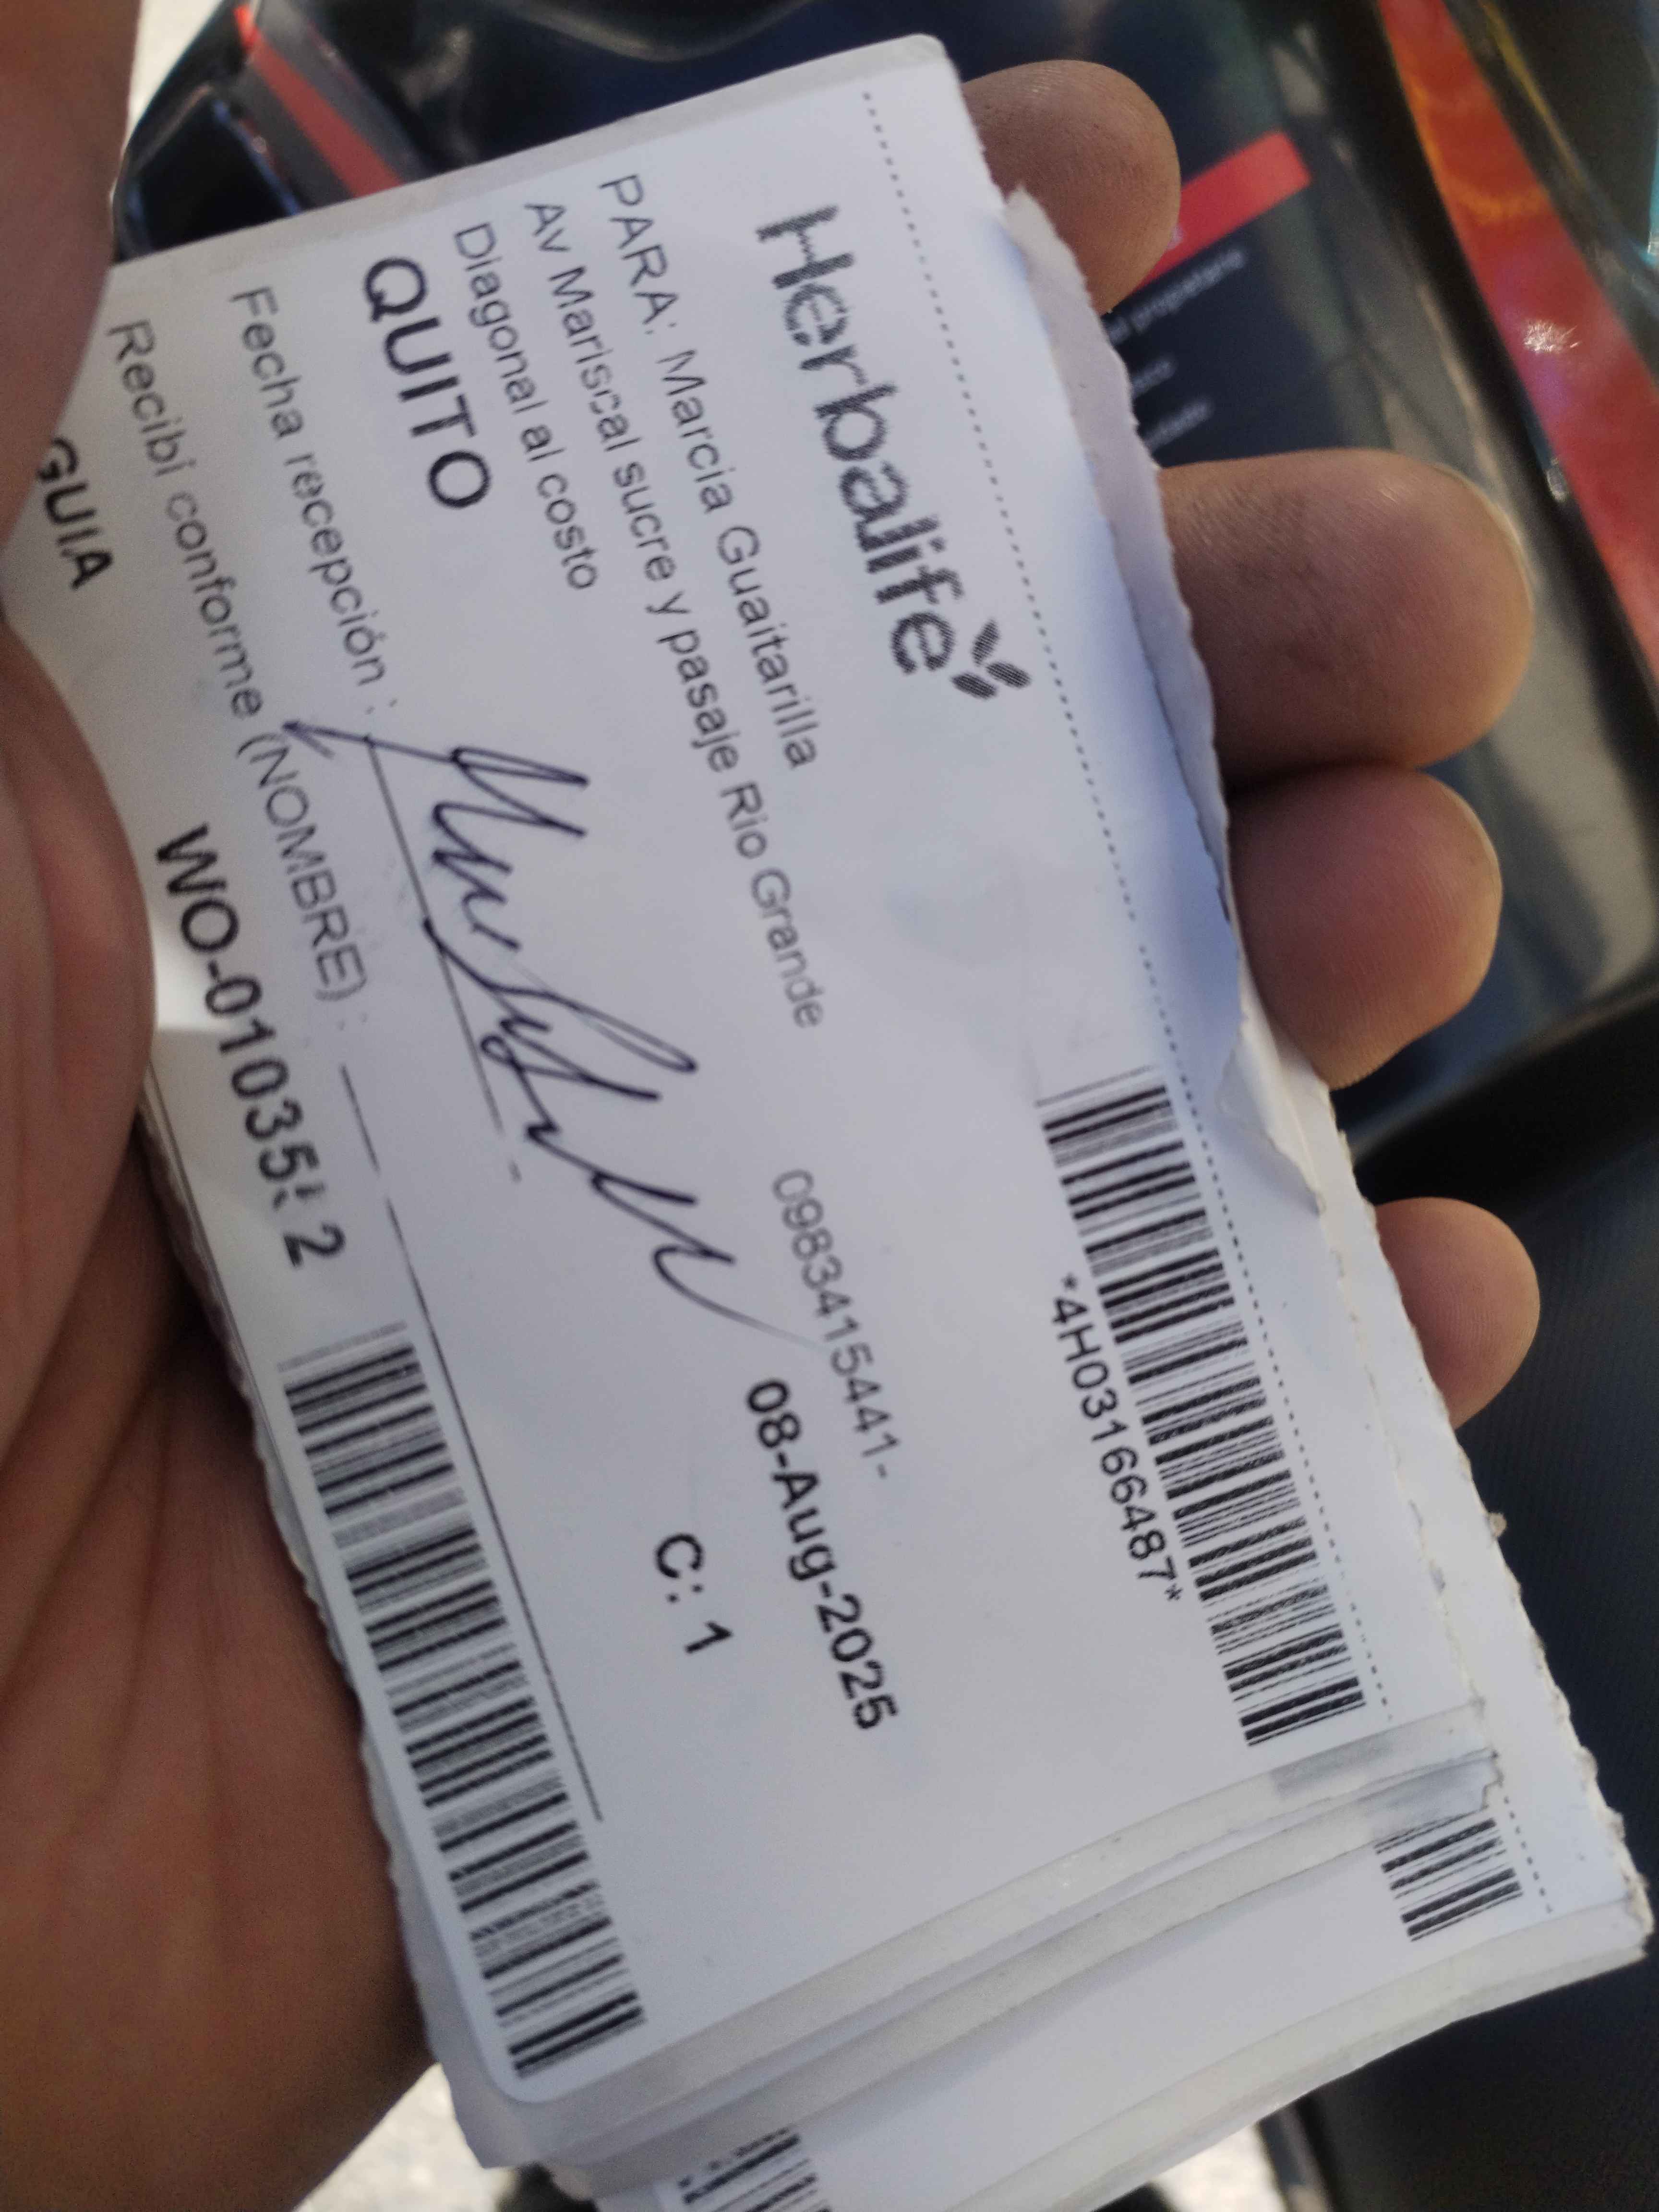 *4H03166487*
Herbalife
PARA: Marcia Guaitarilla
0983415441-
Av Mariscal sucre y pasaje Rio Grande
Diagonal al costo
08-Aug-2025
QUITO
C: 1
Fecha recepción :
Recibi conforme (NOMBRE) :
GUIA
propietario